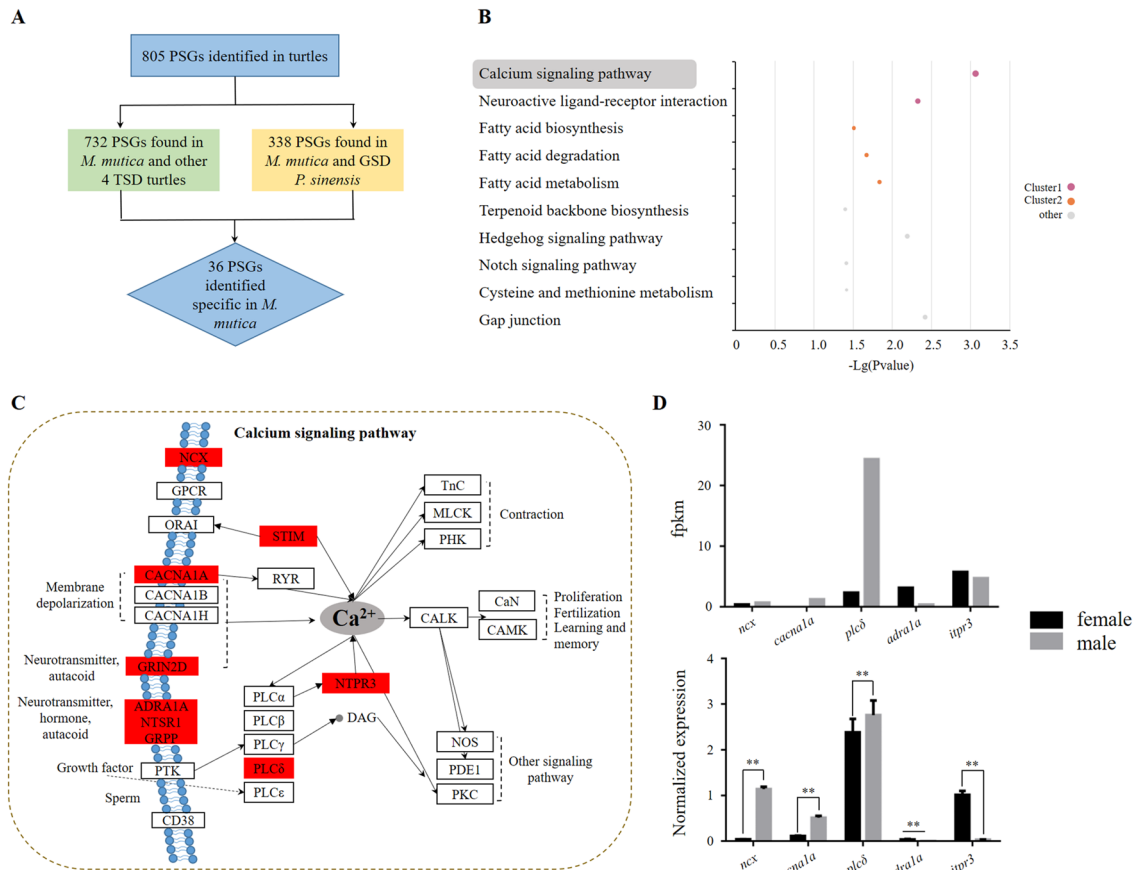 A
805 PSGs identified in turtles
732 PSGs found in
M. mutica and other
4 TSD turtles
338 PSGs found in
M. mutica and GSD
P. sinensis
36 PSGs
identified
specific in M.
mutica
B
Calcium signaling pathway
Neuroactive ligand-receptor interaction
Fatty acid biosynthesis
Fatty acid degradation
Fatty acid metabolism
Terpenoid backbone biosynthesis
Hedgehog signaling pathway
Notch signaling pathway
Cysteine and methionine metabolism
Gap junction
0 0.5 1.0 1.5 2.0 2.5 3.0 3.5
-Lg(Pvalue)
Cluster1
Cluster2
other
C
Calcium signaling pathway
NCX
GPCR
ORAI
STIM
CACNA1A
CACNA1B
CACNA1H
Membrane
depolarization
RYR
Ca2+
TnC
MLCK
PHK
Contraction
CALK
CaN
CAMK
Proliferation
Fertilization
Learning and
memory
Neurotransmitter,
autacoid
GRIN2D
Neurotransmitter,
hormone,
autacoid
ADRA1A
NTSR1
GRPP
Growth factor
PTK
Sperm
CD38
PLCα
PLCβ
PLCγ
PLCδ
PLCε
NTPR3
DAG
NOS
PDE1
PKC
Other signaling
pathway
D
fpkm
30
20
10
0
ncx cacna1a plcδ adra1a itpr3
female
male
Normalized expression
4
3
2
1
0
** ** ** ** **
ncx cna1a plcδ dra1a itpr3